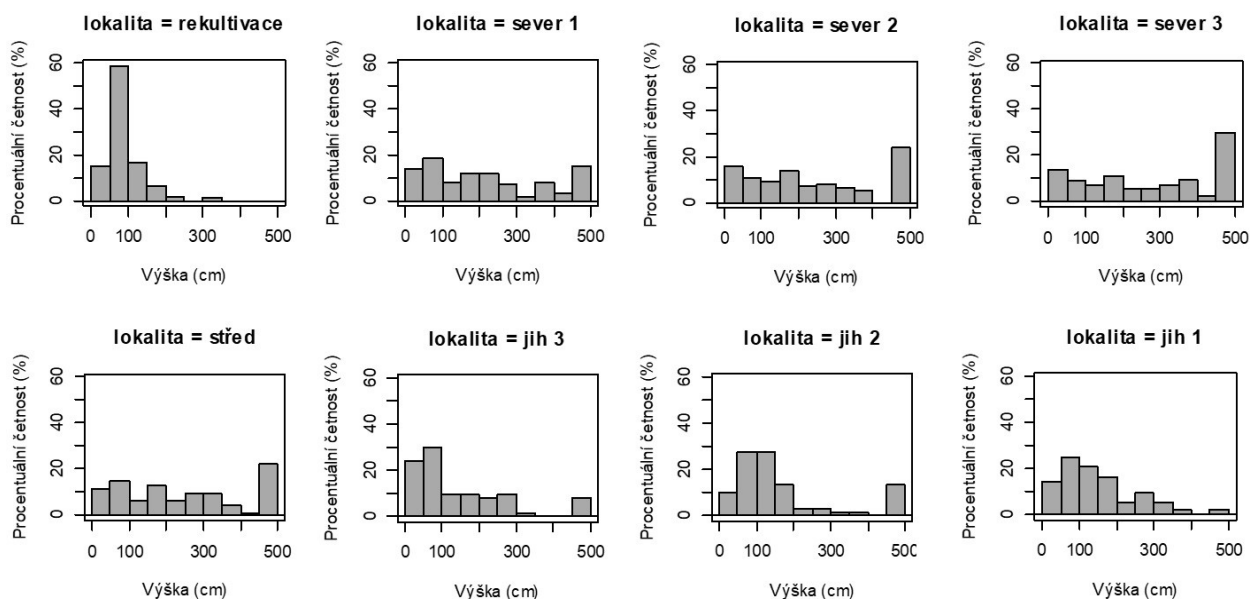 lokalita = rekultivace
Procentuální četnost (%)
60
40
20
0
0 100 300 500
Výška (cm)
lokalita = sever 1
Procentuální četnost (%)
60
40
20
0
0 100 300 500
Výška (cm)
lokalita = sever 2
Procentuální četnost (%)
60
40
20
0
0 100 300 500
Výška (cm)
lokalita = sever 3
Procentuální četnost (%)
60
40
20
0
0 100 300 500
Výška (cm)
lokalita = střed
Procentuální četnost (%)
60
40
20
0
0 100 300 500
Výška (cm)
lokalita = jih 3
Procentuální četnost (%)
60
40
20
0
0 100 300 500
Výška (cm)
lokalita = jih 2
Procentuální četnost (%)
60
40
20
0
0 100 300 500
Výška (cm)
lokalita = jih 1
Procentuální četnost (%)
60
40
20
0
0 100 300 500
Výška (cm)